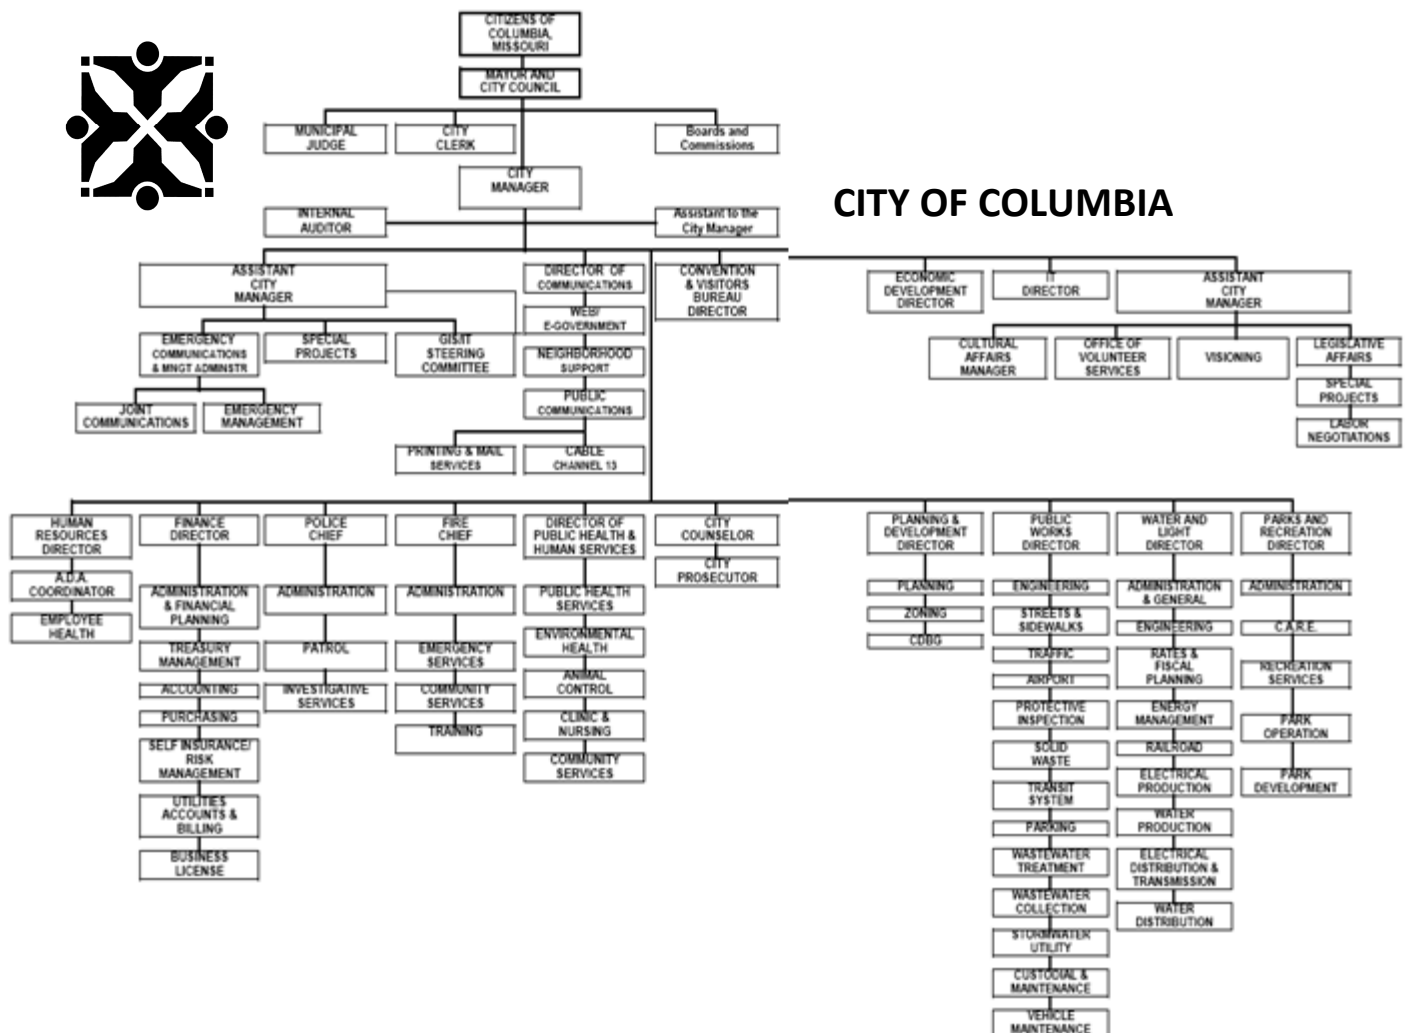 CITIZENS OF
COLUMBIA,
MISSOURI
MAYOR AND
CITY COUNCIL
MUNICIPAL
JUDGE
CITY
CLERK
Boards and
Commissions
CITY
MANAGER
CITY OF COLUMBIA
INTERNAL
AUDITOR
Assistant to the
City Manager
ASSISTANT
CITY
MANAGER
DIRECTOR OF
COMMUNICATIONS
CONVENTION
& VISITORS
BUREAU
DIRECTOR
ECONOMIC
DEVELOPMENT
DIRECTOR
IT
DIRECTOR
ASSISTANT
CITY
MANAGER
WEB/
E-GOVERNMENT
EMERGENCY
COMMUNICATIONS
& MNGT ADMINSTR
SPECIAL
PROJECTS
GIS/IT
STEERING
COMMITTEE
NEIGHBORHOOD
SUPPORT
CULTURAL
AFFAIRS
MANAGER
OFFICE OF
VOLUNTEER
SERVICES
VISIONING
LEGISLATIVE
AFFAIRS
SPECIAL
PROJECTS
LABOR
NEGOTIATIONS
JOINT
COMMUNICATIONS
EMERGENCY
MANAGEMENT
PUBLIC
COMMUNICATIONS
PRINTING & MAIL
SERVICES
CABLE
CHANNEL 13
HUMAN
RESOURCES
DIRECTOR
A.D.A.
COORDINATOR
EMPLOYEE
HEALTH
FINANCE
DIRECTOR
ADMINISTRATION
& FINANCIAL
PLANNING
TREASURY
MANAGEMENT
ACCOUNTING
PURCHASING
SELF INSURANCE/
RISK
MANAGEMENT
UTILITIES
ACCOUNTS &
BILLING
BUSINESS
LICENSE
POLICE
CHIEF
ADMINISTRATION
PATROL
INVESTIGATIVE
SERVICES
FIRE
CHIEF
ADMINISTRATION
EMERGENCY
SERVICES
COMMUNITY
SERVICES
TRAINING
DIRECTOR OF
PUBLIC HEALTH &
HUMAN SERVICES
PUBLIC HEALTH
SERVICES
ENVIRONMENTAL
HEALTH
ANIMAL
CONTROL
CLINIC &
NURSING
COMMUNITY
SERVICES
CITY
COUNSELOR
CITY
PROSECUTOR
PLANNING &
DEVELOPMENT
DIRECTOR
PLANNING
ZONING
CDBG
PUBLIC
WORKS
DIRECTOR
ENGINEERING
STREETS &
SIDEWALKS
TRAFFIC
AIRPORT
PROTECTIVE
INSPECTION
SOLID
WASTE
TRANSIT
SYSTEM
PARKING
WASTEWATER
TREATMENT
WASTEWATER
COLLECTION
STORMWATER
UTILITY
CUSTODIAL &
MAINTENANCE
VEHICLE
MAINTENANCE
WATER AND
LIGHT
DIRECTOR
ADMINISTRATION
& GENERAL
ENGINEERING
RATES &
FISCAL
PLANNING
ENERGY
MANAGEMENT
RAILROAD
ELECTRICAL
PRODUCTION
WATER
PRODUCTION
ELECTRICAL
DISTRIBUTION &
TRANSMISSION
WATER
DISTRIBUTION
PARKS AND
RECREATION
DIRECTOR
ADMINISTRATION
C.A.R.E.
RECREATION
SERVICES
PARK
OPERATION
PARK
DEVELOPMENT